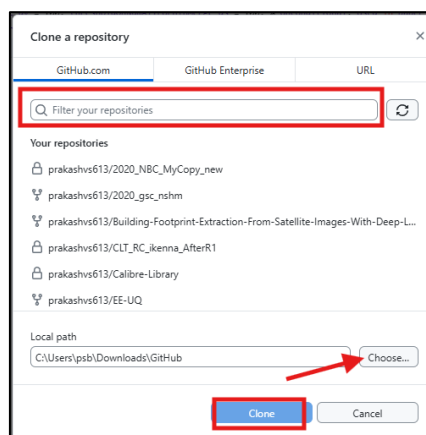 Clone a repository
GitHub.com GitHub Enterprise URL
Filter your repositories
Your repositories
prakashvs613/2020_NBC_MyCopy_new
prakashvs613/2020_gsc_nshm
prakashvs613/Building-Footprint-Extraction-From-Satellite-Images-With-Deep-L...
prakashvs613/CLT_RC_ikenna_AfterR1
prakashvs613/Calibre-Library
prakashvs613/EE-UQ
Local path
C:\Users\psb\Downloads\GitHub Choose...
Clone Cancel